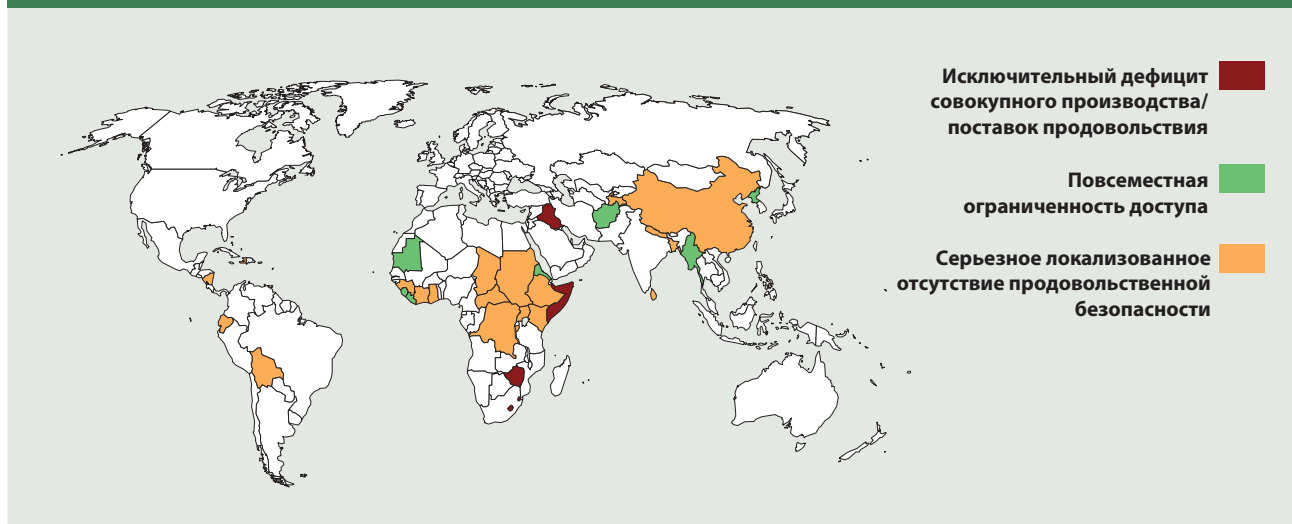 Исключительный дефицит
совокупного производства/
поставок продовольствия
Повсеместная
ограниченность доступа
Серьезное локализованное
отсутствие продовольственной
безопасности